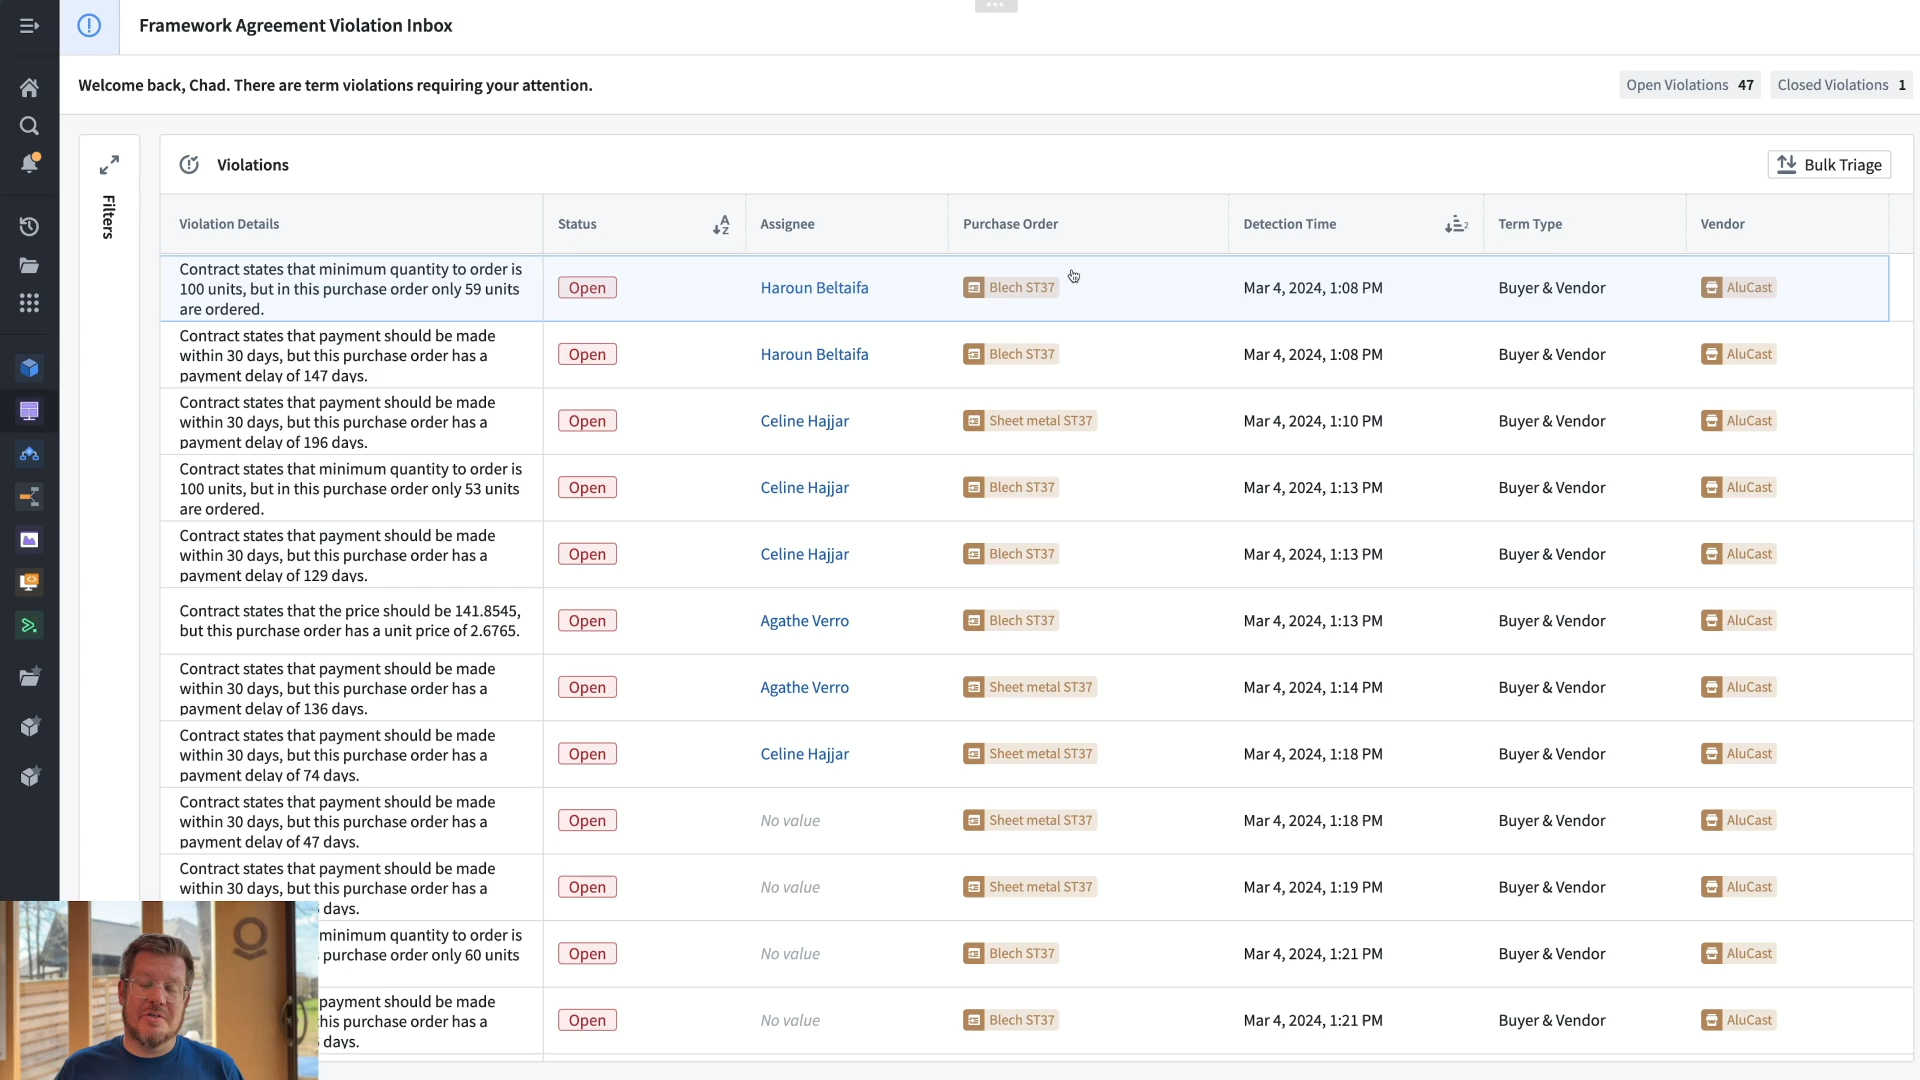 Framework Agreement Violation Inbox
Welcome back, Chad. There are term violations requiring your attention.
Open Violations 47
Closed Violations 1
Filters
Violations
Bulk Triage
Violation Details
Status
Assignee
Purchase Order
Detection Time
2
Term Type
Vendor
Contract states that minimum quantity to order is
100 units, but in this purchase order only 59 units
are ordered.
Open
Haroun Beltaifa
Blech ST37
Mar 4, 2024, 1:08 PM
Buyer & Vendor
AluCast
Contract states that payment should be made
within 30 days, but this purchase order has a
payment delay of 147 days.
Open
Haroun Beltaifa
Blech ST37
Mar 4, 2024, 1:08 PM
Buyer & Vendor
AluCast
Contract states that payment should be made
within 30 days, but this purchase order has a
payment delay of 196 days.
Open
Celine Hajjar
Sheet metal ST37
Mar 4, 2024, 1:10 PM
Buyer & Vendor
AluCast
Contract states that minimum quantity to order is
100 units, but in this purchase order only 53 units
are ordered.
Open
Celine Hajjar
Blech ST37
Mar 4, 2024, 1:13 PM
Buyer & Vendor
AluCast
Contract states that payment should be made
within 30 days, but this purchase order has a
payment delay of 129 days.
Open
Celine Hajjar
Blech ST37
Mar 4, 2024, 1:13 PM
Buyer & Vendor
AluCast
Contract states that the price should be 141.8545,
but this purchase order has a unit price of 2.6765.
Open
Agathe Verro
Blech ST37
Mar 4, 2024, 1:13 PM
Buyer & Vendor
AluCast
Contract states that payment should be made
within 30 days, but this purchase order has a
payment delay of 136 days.
Open
Agathe Verro
Sheet metal ST37
Mar 4, 2024, 1:14 PM
Buyer & Vendor
AluCast
Contract states that payment should be made
within 30 days, but this purchase order has a
payment delay of 74 days.
Open
Celine Hajjar
Sheet metal ST37
Mar 4, 2024, 1:18 PM
Buyer & Vendor
AluCast
Contract states that payment should be made
within 30 days, but this purchase order has a
payment delay of 47 days.
Open
No value
Sheet metal ST37
Mar 4, 2024, 1:18 PM
Buyer & Vendor
AluCast
Contract states that payment should be made
within 30 days, but this purchase order has a
days.
Open
No value
Sheet metal ST37
Mar 4, 2024, 1:19 PM
Buyer & Vendor
AluCast
minimum quantity to order is
purchase order only 60 units
Open
No value
Blech ST37
Mar 4, 2024, 1:21 PM
Buyer & Vendor
AluCast
payment should be made
this purchase order has a
days.
Open
No value
Blech ST37
Mar 4, 2024, 1:21 PM
Buyer & Vendor
AluCast